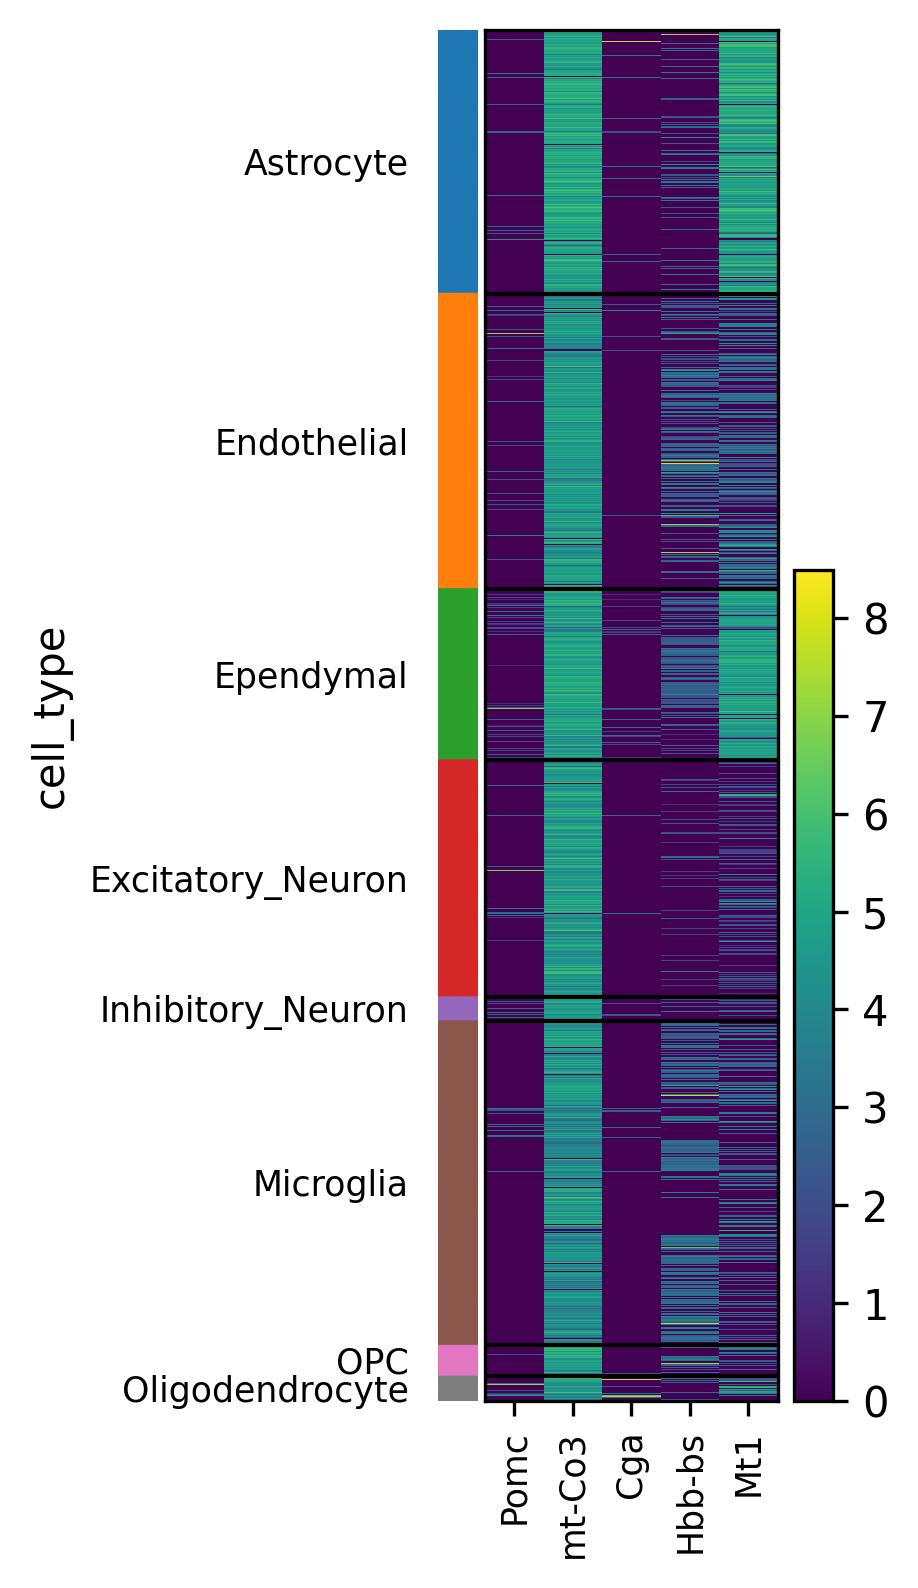 cell_type
Astrocyte
Endothelial
Ependymal
Excitatory_Neuron
Inhibitory_Neuron
Microglia
OPC
Oligodendrocyte
Pomc
mt-Co3
Cga
Hbb-bs
Mt1
8
7
6
5
4
3
2
1
0